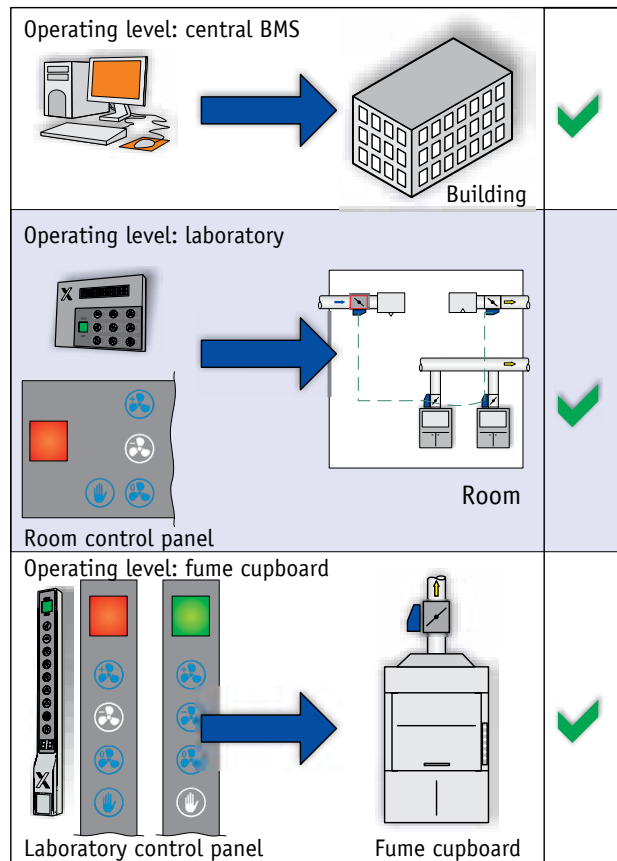 Operating level: central BMS
Building
Operating level: laboratory
Room
Room control panel
Operating level: fume cupboard
Laboratory control panel
Fume cupboard